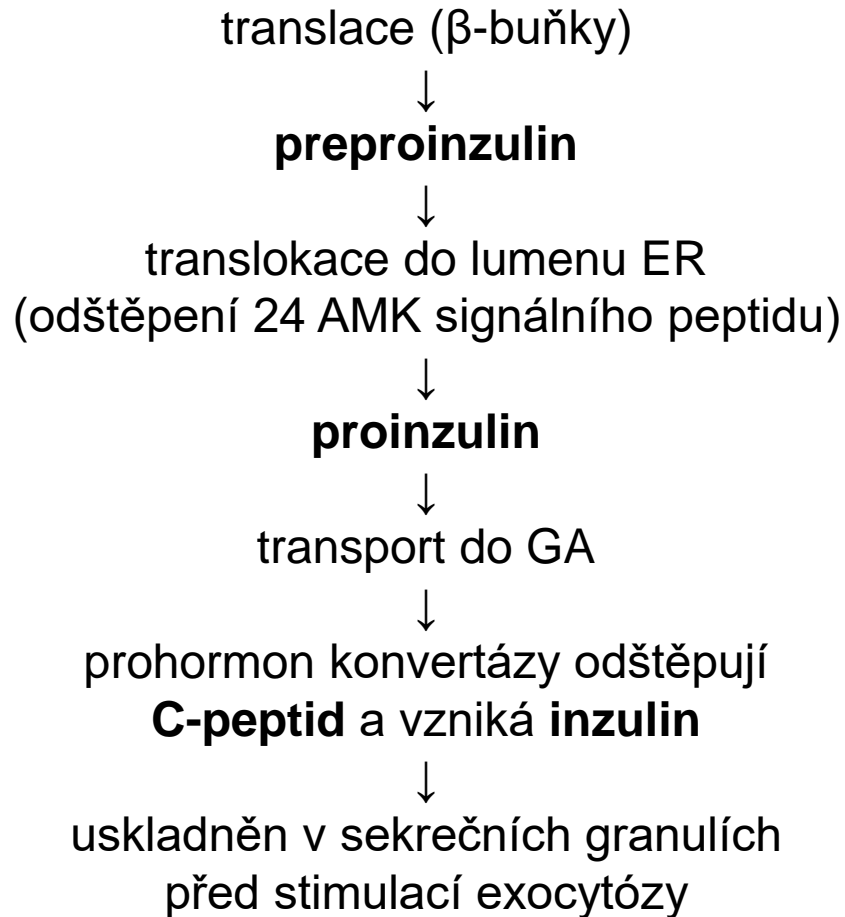 translace (β-buňky)
↓
preproinzulin
↓
translokace do lumenu ER
(odštěpení 24 AMK signálního peptidu)
↓
proinzulin
↓
transport do GA
↓
prohormon konvertázy odštěpují
C-peptid a vzniká inzulin
↓
uskladněn v sekrečních granulích
před stimulací exocytózy